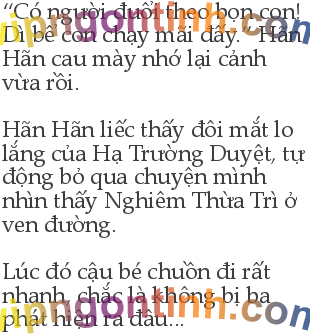 “Có người đuổi theo bọn con!
Dì bế con chạy mãi đấy.” Hãn
Hãn cau mày nhớ lại cảnh
vừa rồi.
Hãn Hãn liếc thấy đôi mắt lo
lắng của Hạ Trường Duyệt, tự
động bỏ qua chuyện mình
nhìn thấy Nghiêm Thừa Trì ở
ven đường.
Lúc đó cậu bé chuồn đi rất
nhanh, chắc là không bị ba
phát hiện ra đâu...